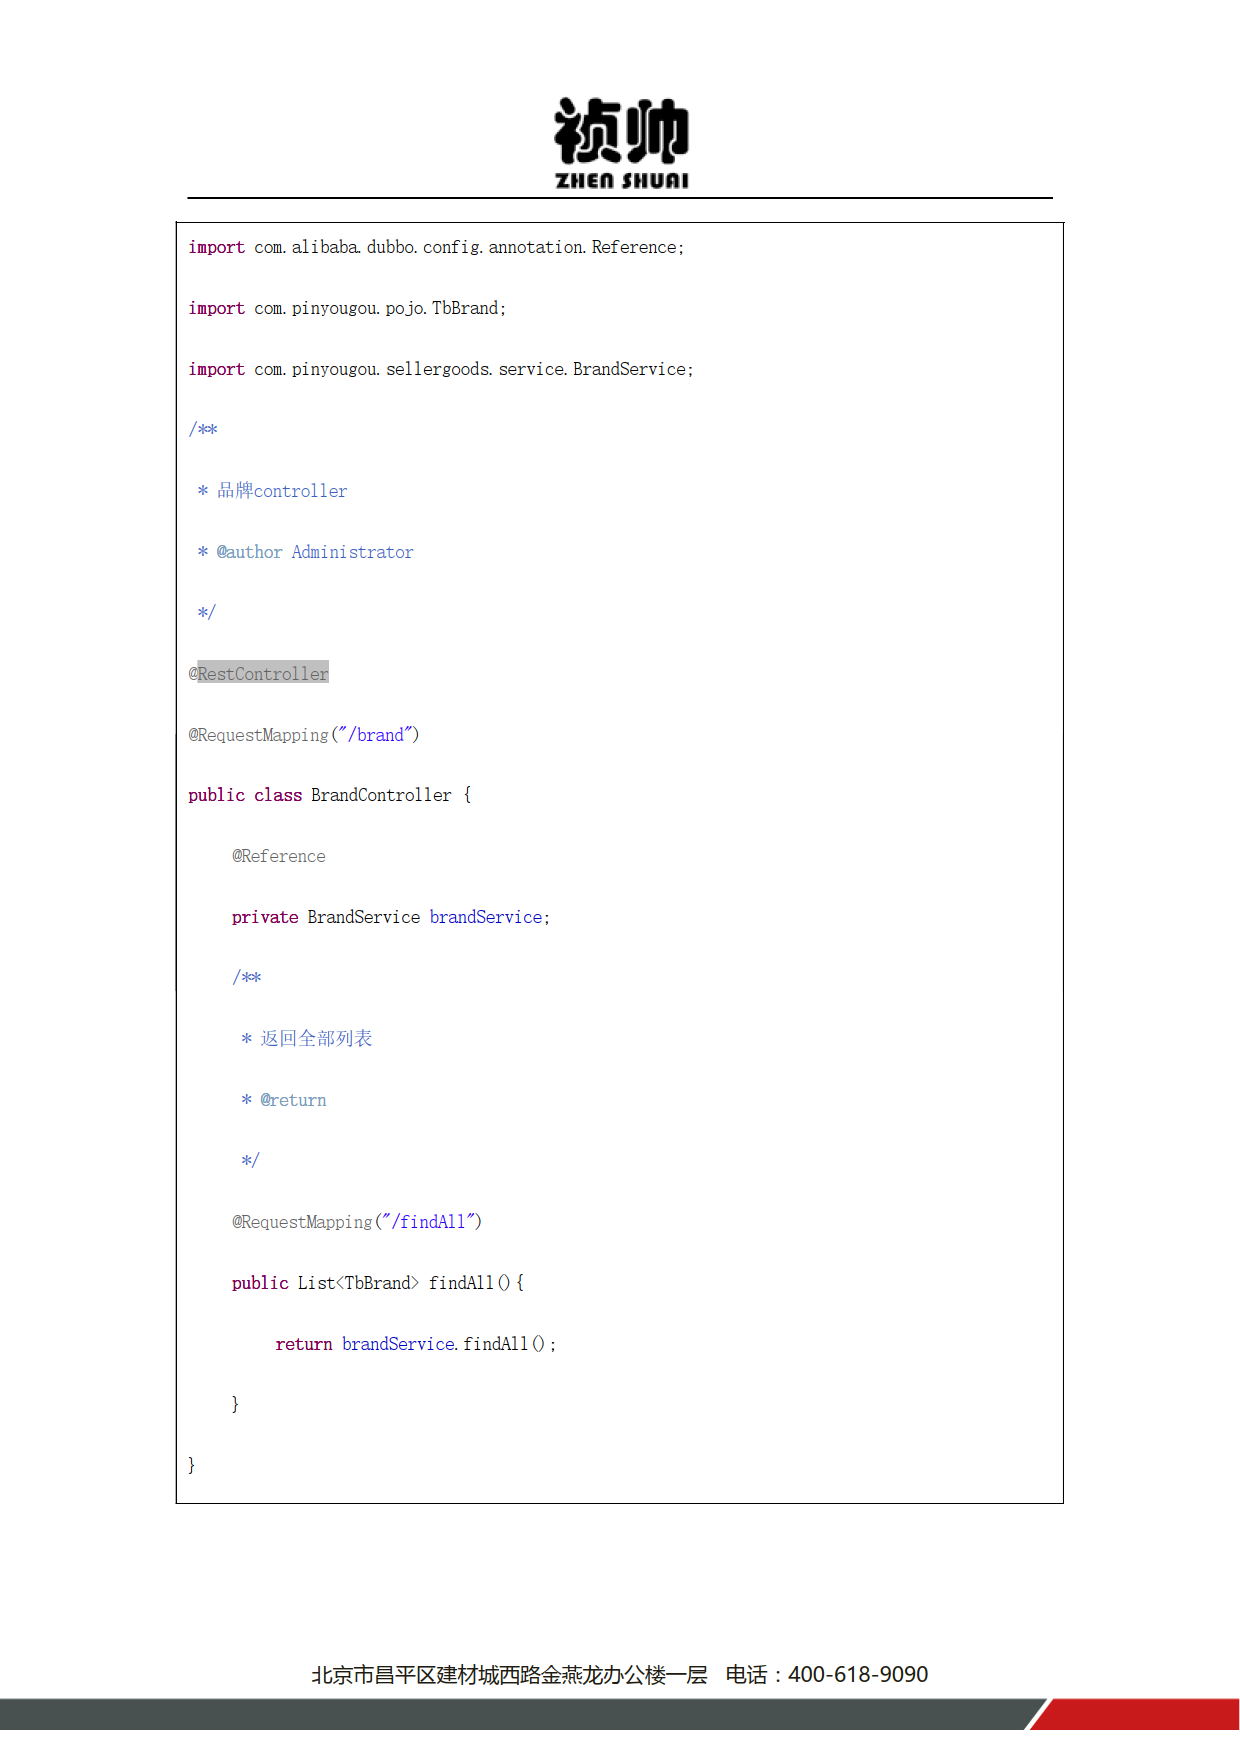 祯帅
ZHEN SHUAI
import com.alibaba.dubbo.config.annotation.Reference;
import com.pinyougou.pojo.TbBrand;
import com.pinyougou.sellergoods.service.BrandService;
/**
 * 品牌controller
 * @author Administrator
 */
@RestController
@RequestMapping("/brand")
public class BrandController {
    @Reference
    private BrandService brandService;
    /**
     * 返回全部列表
     * @return
     */
    @RequestMapping("/findAll")
    public List<TbBrand> findAll(){
        return brandService.findAll();
    }
}
北京市昌平区建材城西路金燕龙办公楼一层 电话：400-618-9090